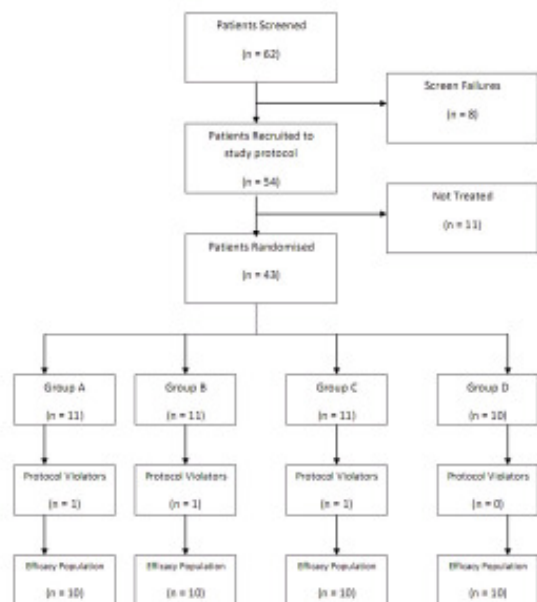 Patients Screened
(n = 62)
Screen Failures
(n = 8)
Patients Recruited to
study protocol
(n = 54)
Not Treated
(n = 11)
Patients Randomised
(n = 43)
Group A
(n = 11)
Group B
(n = 11)
Group C
(n = 11)
Group D
(n = 10)
Protocol Violators
(n = 1)
Protocol Violators
(n = 1)
Protocol Violators
(n = 1)
Protocol Violators
(n = 0)
Efficacy Population
(n = 10)
Efficacy Population
(n = 10)
Efficacy Population
(n = 10)
Efficacy Population
(n = 10)